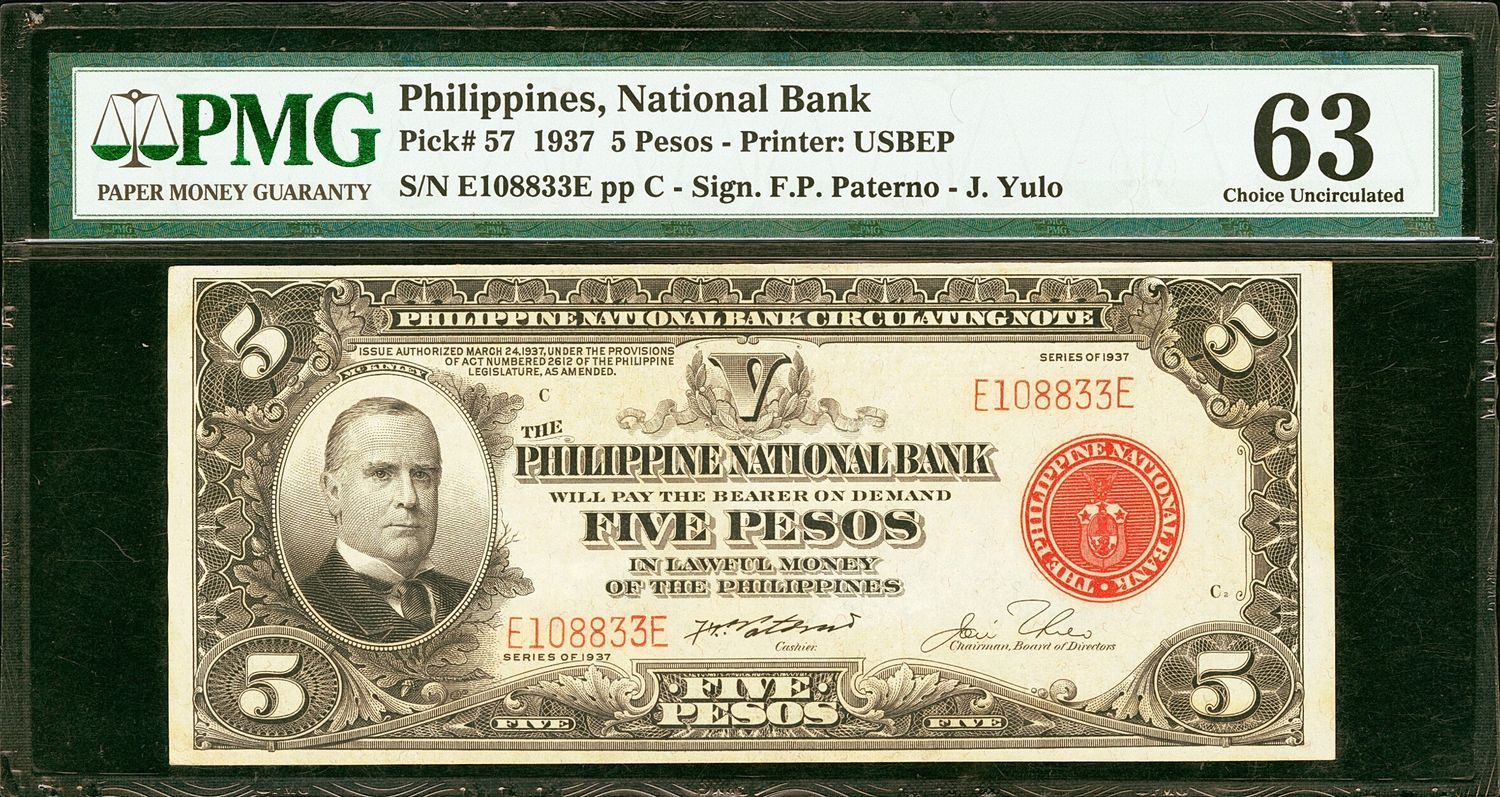 PMG
PAPER MONEY GUARANTY
Philippines, National Bank
Pick# 57 1937 5 Pesos - Printer: USBEP
S/N E108833E pp C - Sign. F.P. Paterno - J. Yulo
63
Choice Uncirculated
5
5
PHILIPPINE NATIONAL BANK CIRCULATING NOTE
ISSUE AUTHORIZED MARCH 24,1937, UNDER THE PROVISIONS
OF ACT NUMBERED 2612 OF THE PHILIPPINE
LEGISLATURE, AS AMENDED.
V
SERIES OF 1937
MCKINLEY
C
E108833E
THE
PHILIPPINE NATIONAL BANK
WILL PAY THE BEARER ON DEMAND
FIVE PESOS
IN LAWFUL MONEY
OF THE PHILIPPINES
THE PHILIPPINE NATIONAL BANK
C2
E108833E
SERIES OF 1937
Cashier.
Chairman, Board of Directors
5
FIVE
FIVE
PESOS
FIVE
5